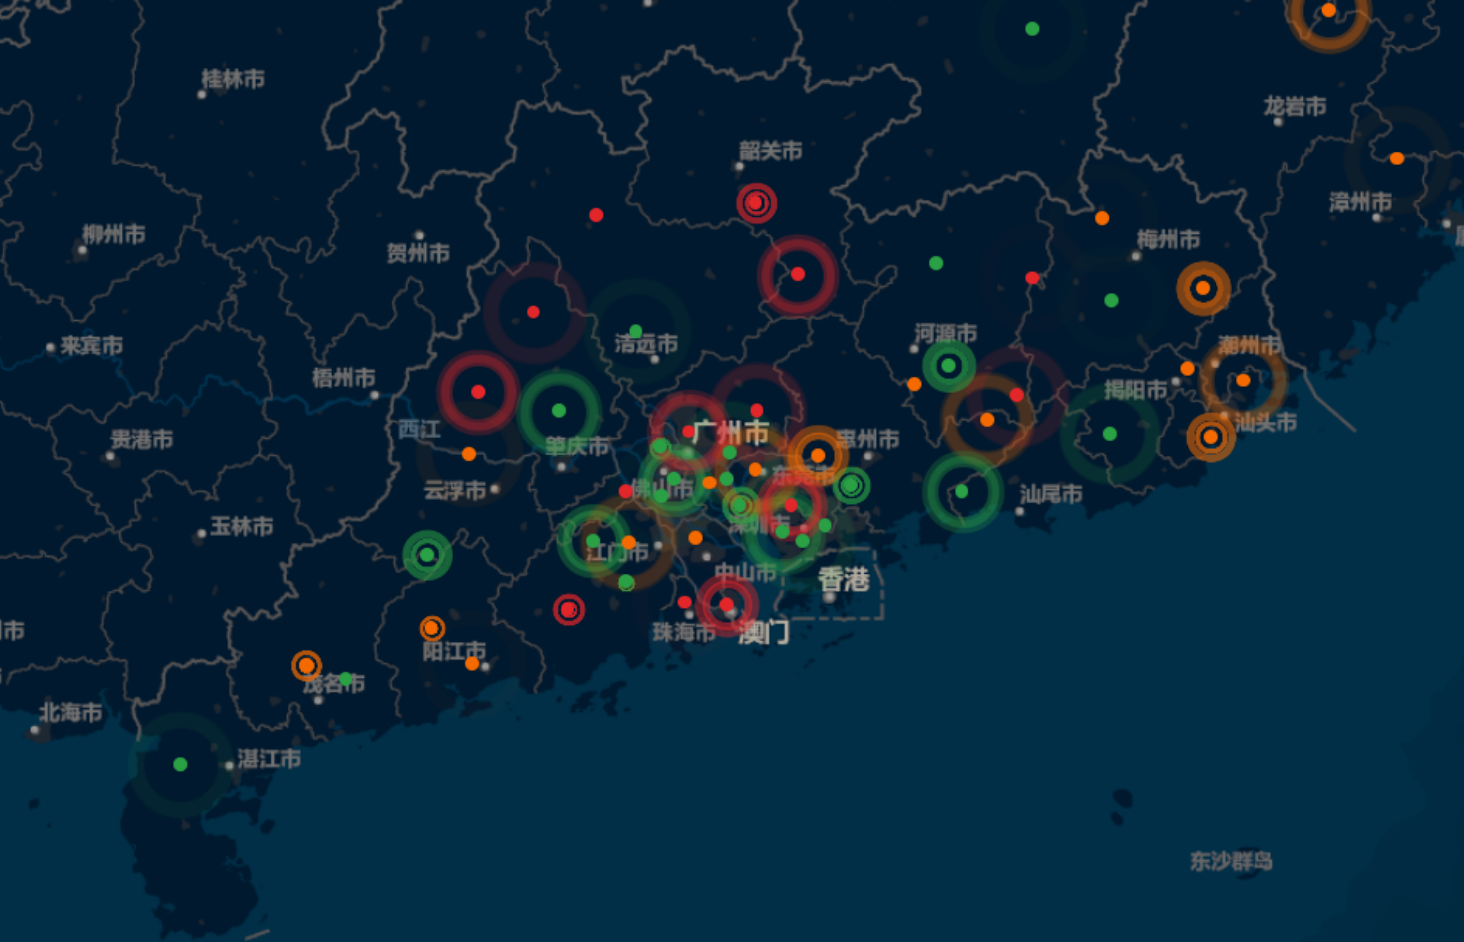 桂林市
龙岩市
韶关市
漳州市
柳州市
梅州市
贺州市
河源市
洁远市
来宾市
潮州市
梧州市
揭阳市
汕头市
西江
广州市
惠州市
贵港市
肇庆市
东莞市
云浮市
佛山市
汕尾市
玉林市
深圳市
江门市
中山市
香港
市
珠海市
澳门
阳江市
茂名市
北海市
湛江市
东沙群岛